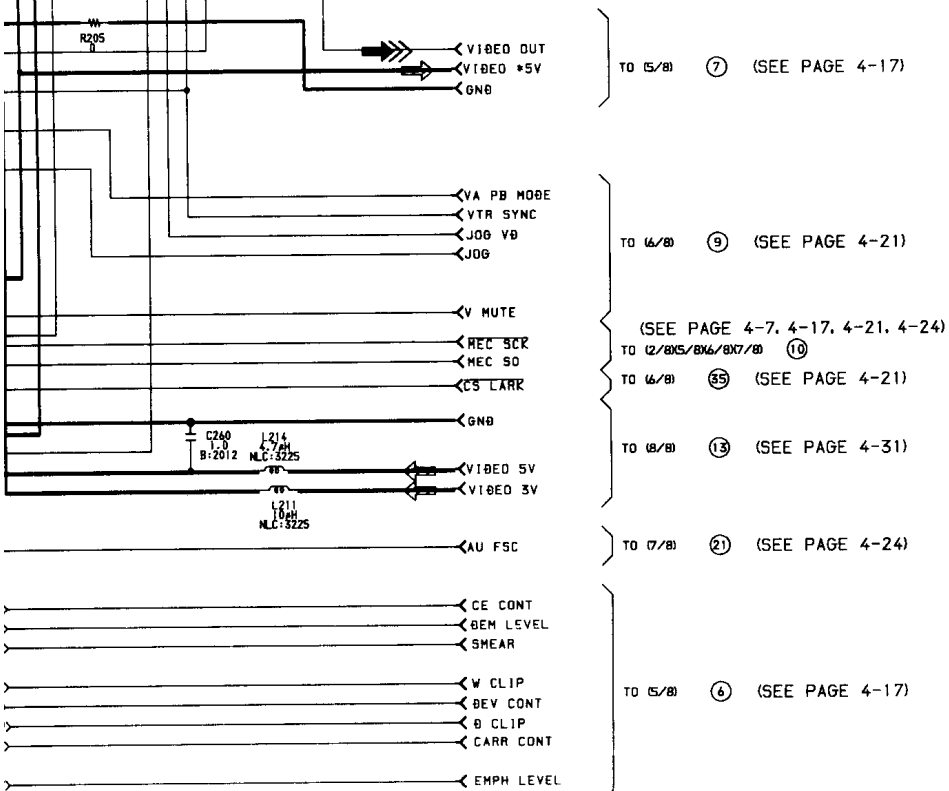 R205
0
VIDEO OUT
VIDEO *5V
GND
TO (5/8) 7 (SEE PAGE 4-17)
VA PB MODE
VTR SYNC
JOG VD
JOG
TO (6/8) 9 (SEE PAGE 4-21)
V MUTE
MEC SCK
MEC SO
(SEE PAGE 4-7, 4-17, 4-21, 4-24)
TO (2/8)(5/8)(6/8)(7/8) 10
CS LARK
TO (6/8) 35 (SEE PAGE 4-21)
GND
C260
1.0
B:2012
L214
4.7µH
NLC:3225
VIDEO 5V
VIDEO 3V
L211
10µH
NLC:3225
TO (8/8) 13 (SEE PAGE 4-31)
AU FSC
TO (7/8) 21 (SEE PAGE 4-24)
CE CONT
DEM LEVEL
SMEAR
W CLIP
DEV CONT
D CLIP
CARR CONT
EMPH LEVEL
TO (5/8) 6 (SEE PAGE 4-17)